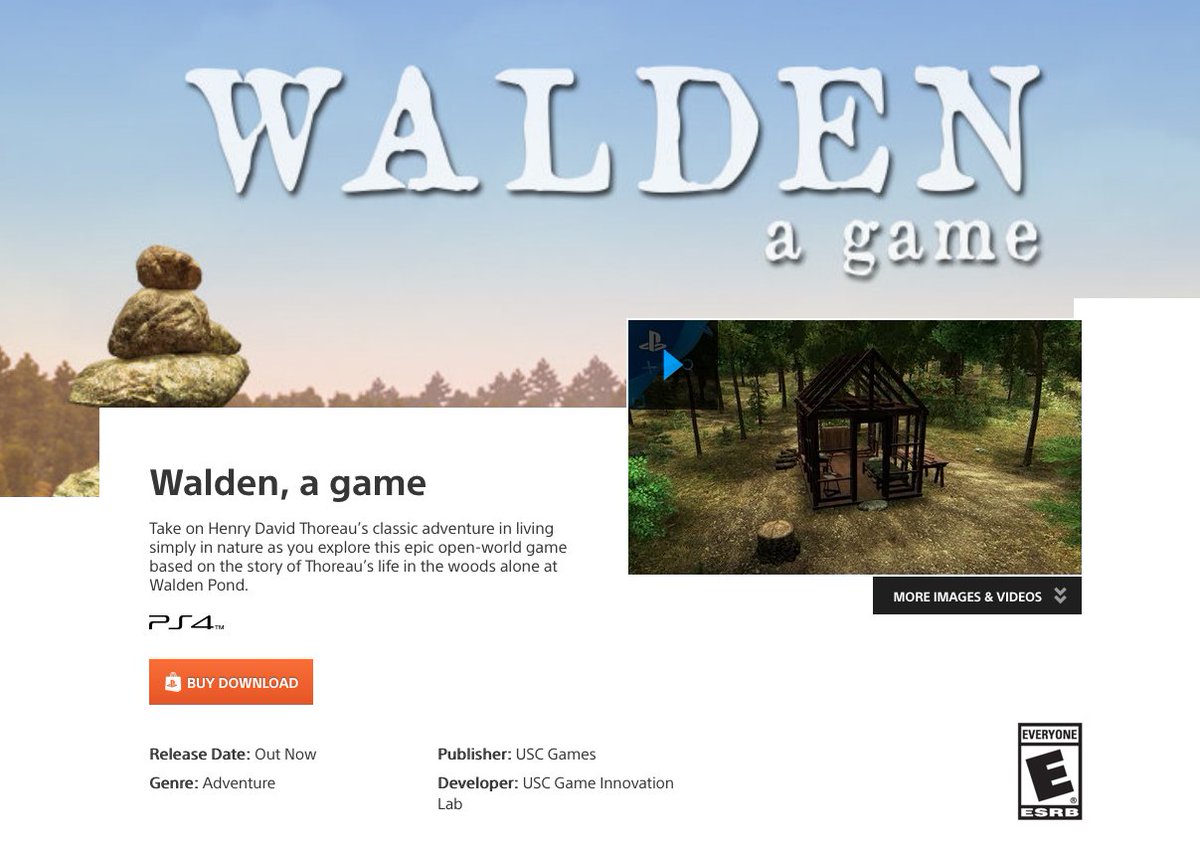 WALDEN
a game
Walden, a game
Take on Henry David Thoreau's classic adventure in living
simply in nature as you explore this epic open-world game
based on the story of Thoreau's life in the woods alone at
Walden Pond.
MORE IMAGES & VIDEOS
PS4™
BUY DOWNLOAD
Release Date: Out Now
Publisher: USC Games
Genre: Adventure
Developer: USC Game Innovation
Lab
EVERYONE
E
®
ESRB